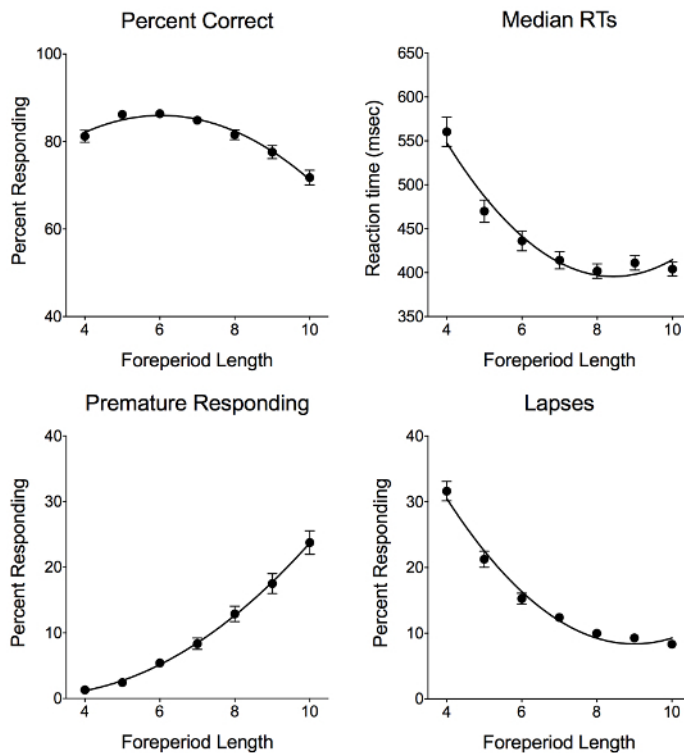 Percent Correct
Percent Responding
100
80
60
40
4 6 8 10
Foreperiod Length
Median RTs
Reaction time (msec)
650
600
550
500
450
400
350
4 6 8 10
Foreperiod Length
Premature Responding
Percent Responding
40
30
20
10
0
4 6 8 10
Foreperiod Length
Lapses
Percent Responding
40
30
20
10
0
4 6 8 10
Foreperiod Length